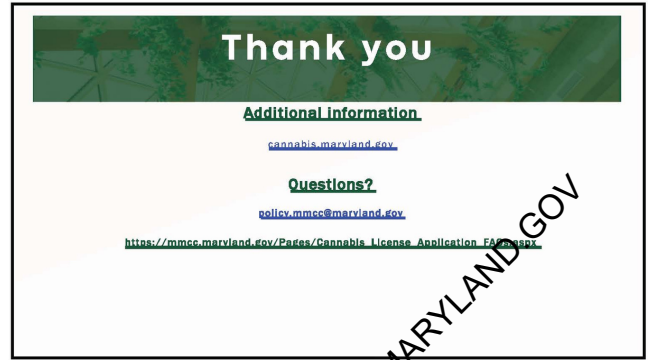 Thank you
Additional information
cannabis.maryland.gov
Questions?
policy.mmcc@maryland.gov
https://mmcc.maryland.gov/Pages/Cannabis_License_Application_FAQs.aspx
MARYLAND.GOV